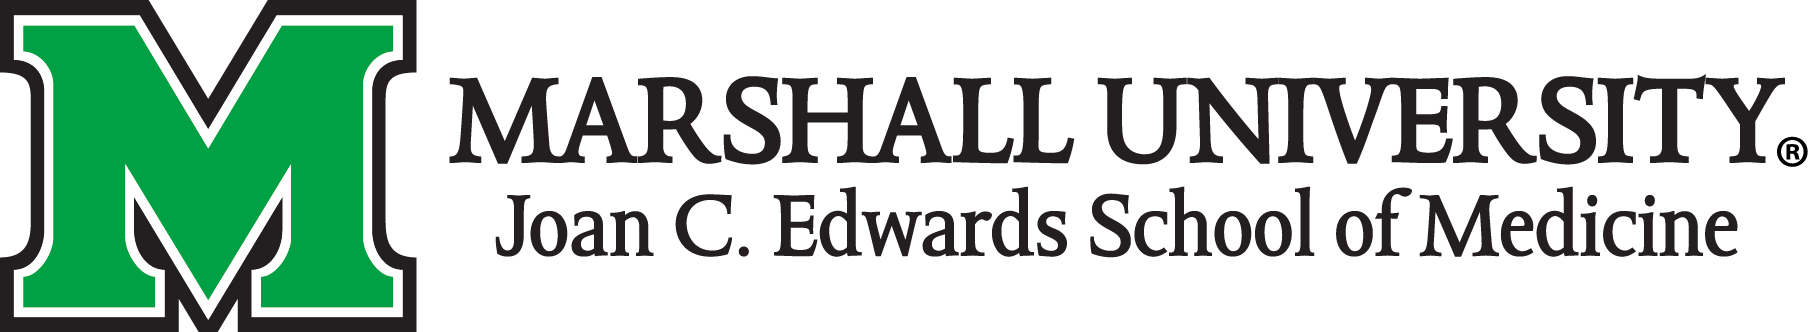 M
MARSHALL UNIVERSITY®
Joan C. Edwards School of Medicine